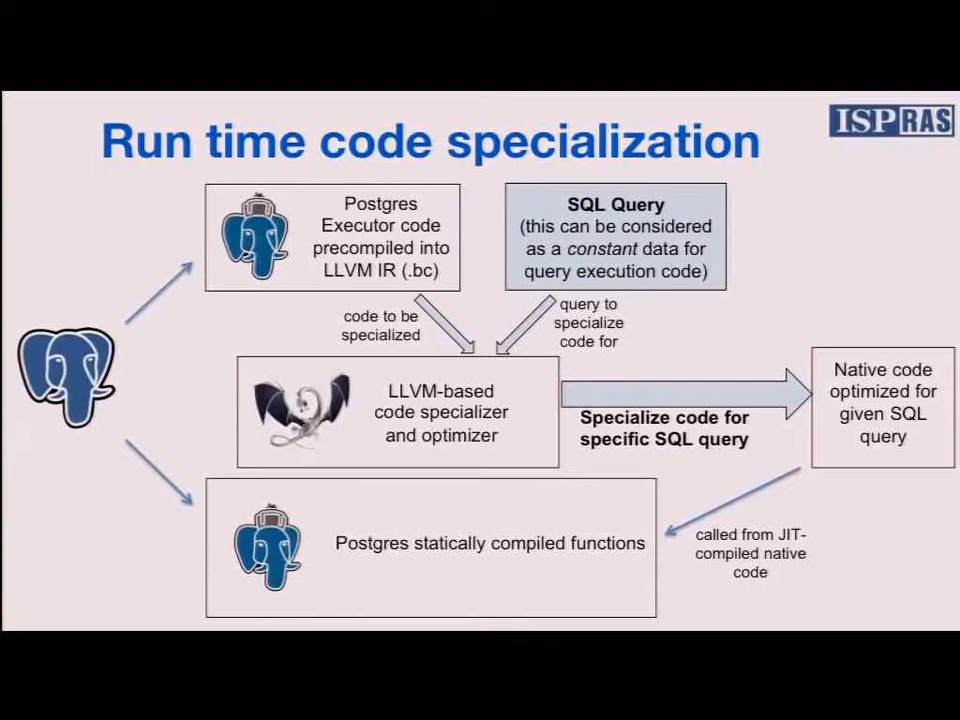 Run time code specialization
ISP RAS
Postgres
Executor code
precompiled into
LLVM IR (.bc)
SQL Query
(this can be considered
as a constant data for
query execution code)
code to be
specialized
query to
specialize
code for
LLVM-based
code specializer
and optimizer
Specialize code for
specific SQL query
Native code
optimized for
given SQL
query
Postgres statically compiled functions
called from JIT-
compiled native
code